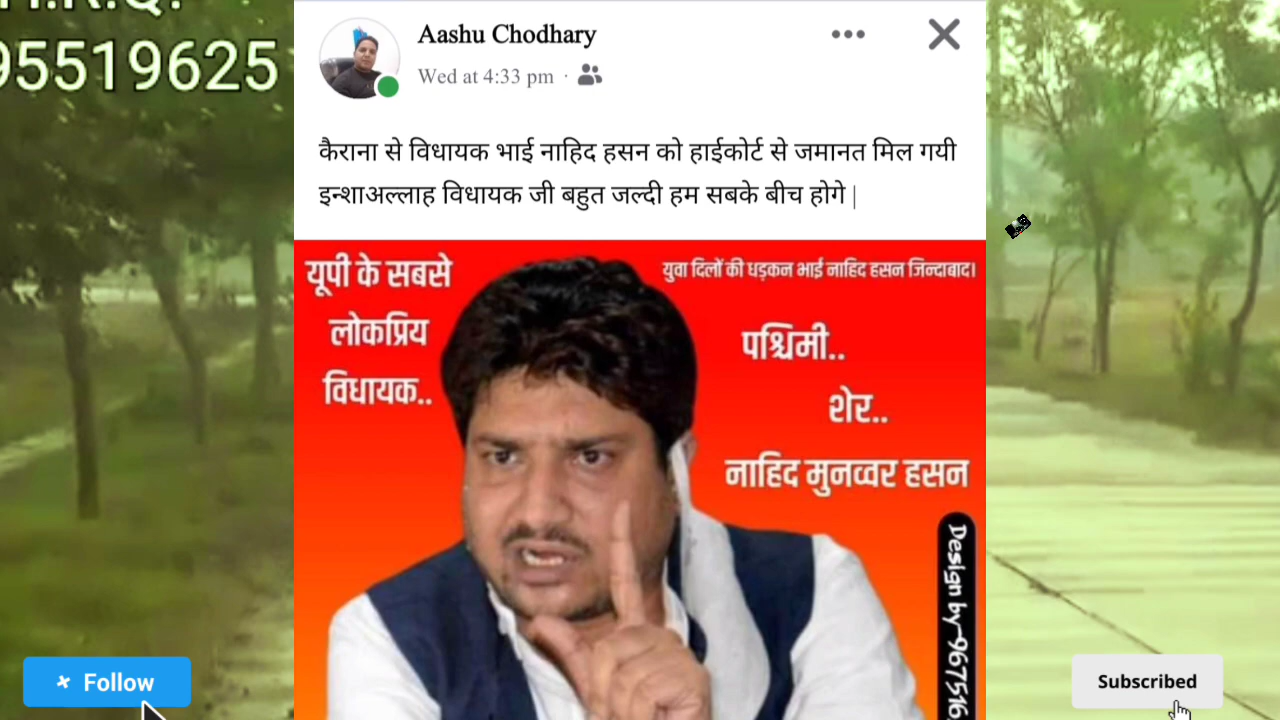 95519625
Aashu Chodhary
Wed at 4:33 pm ·
कैराना से विधायक भाई नाहिद हसन को हाईकोर्ट से जमानत मिल गयी
इन्शाअल्लाह विधायक जी बहुत जल्दी हम सबके बीच होगे |
यूपी के सबसे
लोकप्रिय
विधायक..
युवा दिलों की धड़कन भाई नाहिद हसन जिन्दाबाद।
पश्चिमी..
शेर..
नाहिद मुनव्वर हसन
Design by-967516
Follow
Subscribed